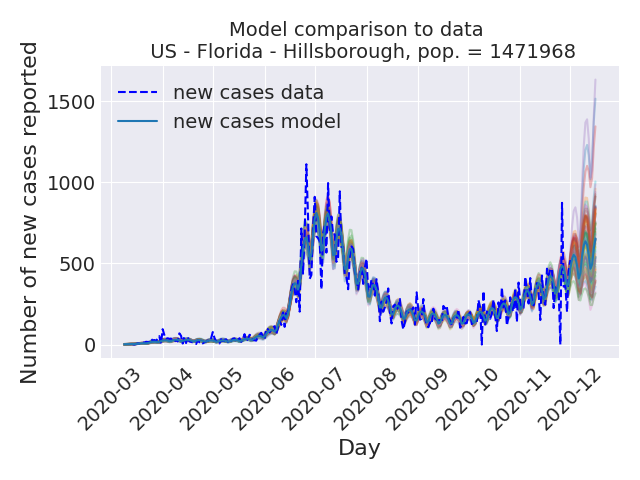 Model comparison to data
US - Florida - Hillsborough, pop. = 1471968
Number of new cases reported
1500
1000
500
0
new cases data
new cases model
2020-03
2020-04
2020-05
2020-06
2020-07
2020-08
2020-09
2020-10
2020-11
2020-12
Day